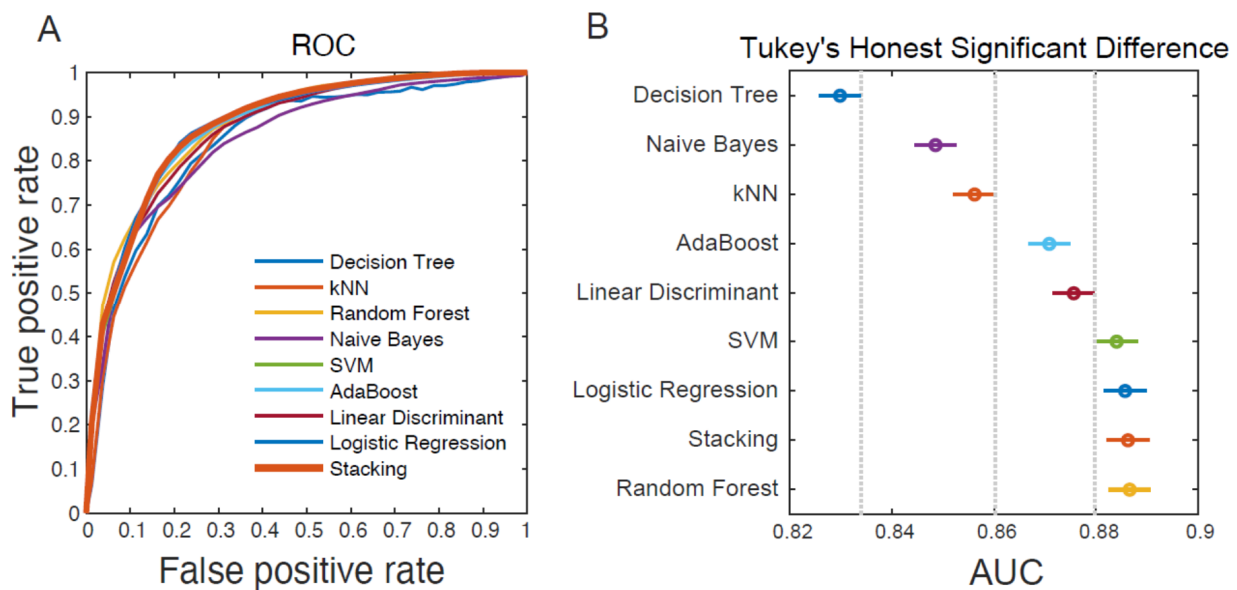 A
ROC
1
0.9
0.8
0.7
0.6
0.5
0.4
0.3
0.2
0.1
0
True positive rate
Decision Tree
kNN
Random Forest
Naive Bayes
SVM
AdaBoost
Linear Discriminant
Logistic Regression
Stacking
0 0.1 0.2 0.3 0.4 0.5 0.6 0.7 0.8 0.9 1
False positive rate
B
Tukey's Honest Significant Difference
Decision Tree
Naive Bayes
kNN
AdaBoost
Linear Discriminant
SVM
Logistic Regression
Stacking
Random Forest
0.82 0.84 0.86 0.88 0.9
AUC